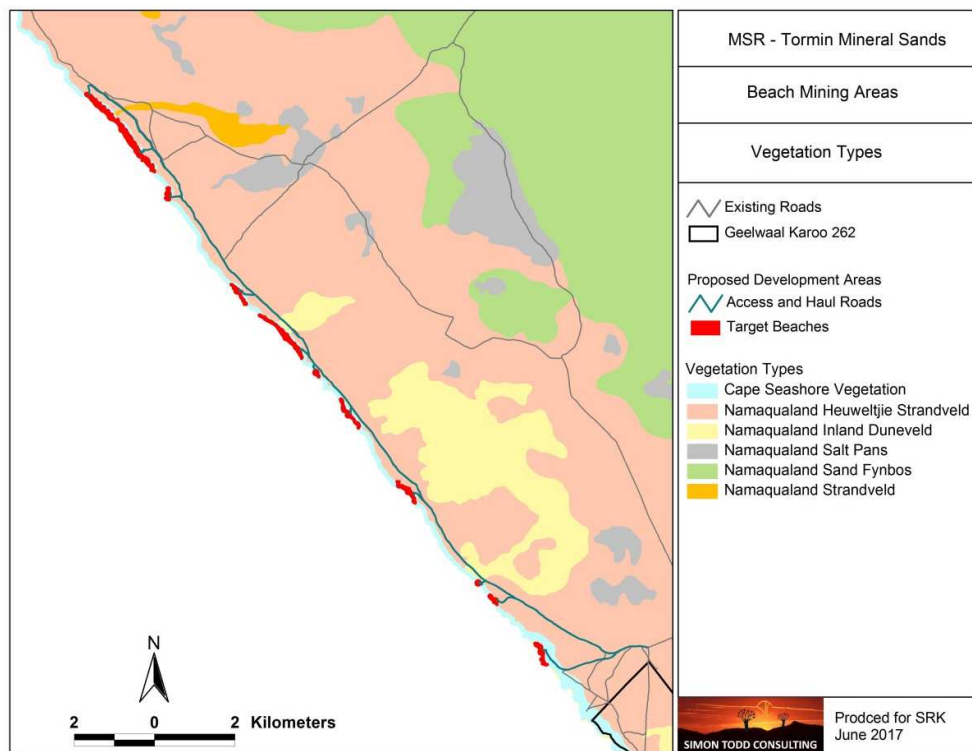 MSR - Tormin Mineral Sands
Beach Mining Areas
Vegetation Types
Existing Roads
Geelwaal Karoo 262
Proposed Development Areas
Access and Haul Roads
Target Beaches
Vegetation Types
Cape Seashore Vegetation
Namaqualand Heuweltjie Strandveld
Namaqualand Inland Duneveld
Namaqualand Salt Pans
Namaqualand Sand Fynbos
Namaqualand Strandveld
N
2 0 2 Kilometers
SIMON TODD CONSULTING
Prodced for SRK
June 2017